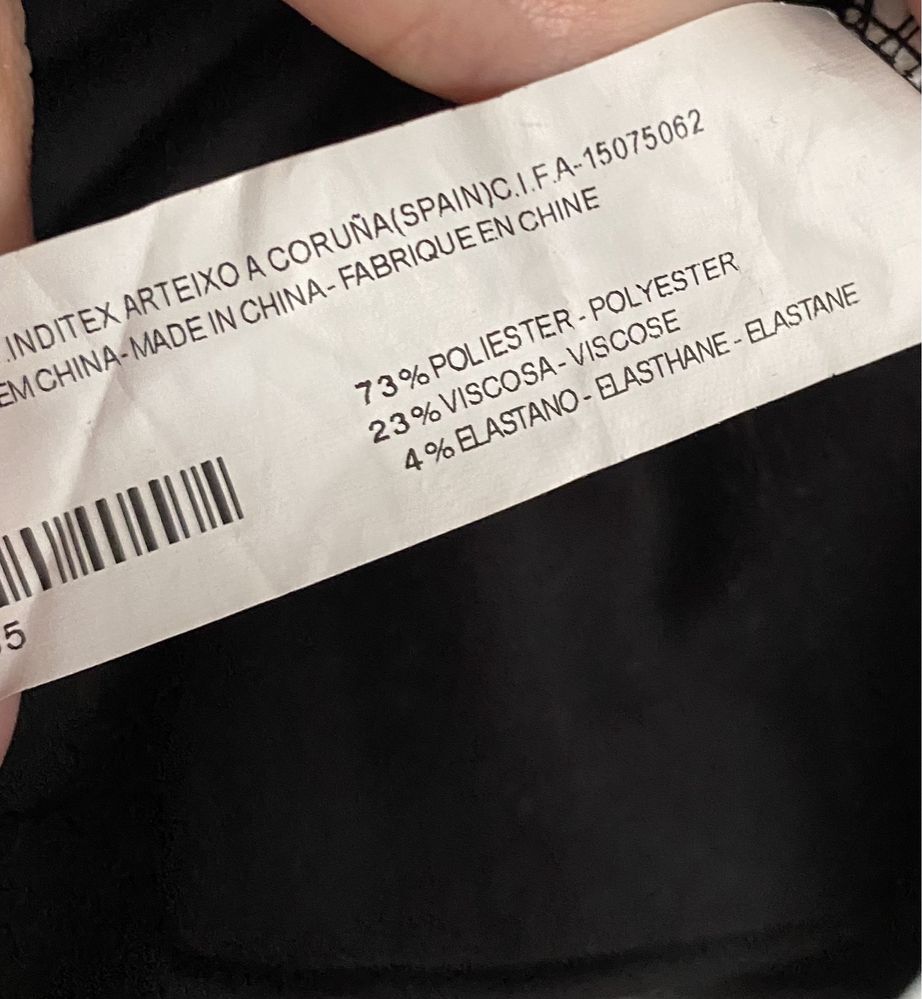 .INDITEX ARTEIXO A CORUÑA(SPAIN)C.I.F.A-15075062
EM CHINA-MADE IN CHINA-FABRIQUE EN CHINE
73%POLIESTER-POLYESTER
23%VISCOSA-VISCOSE
4%ELASTANO-ELASTHANE-ELASTANE
5